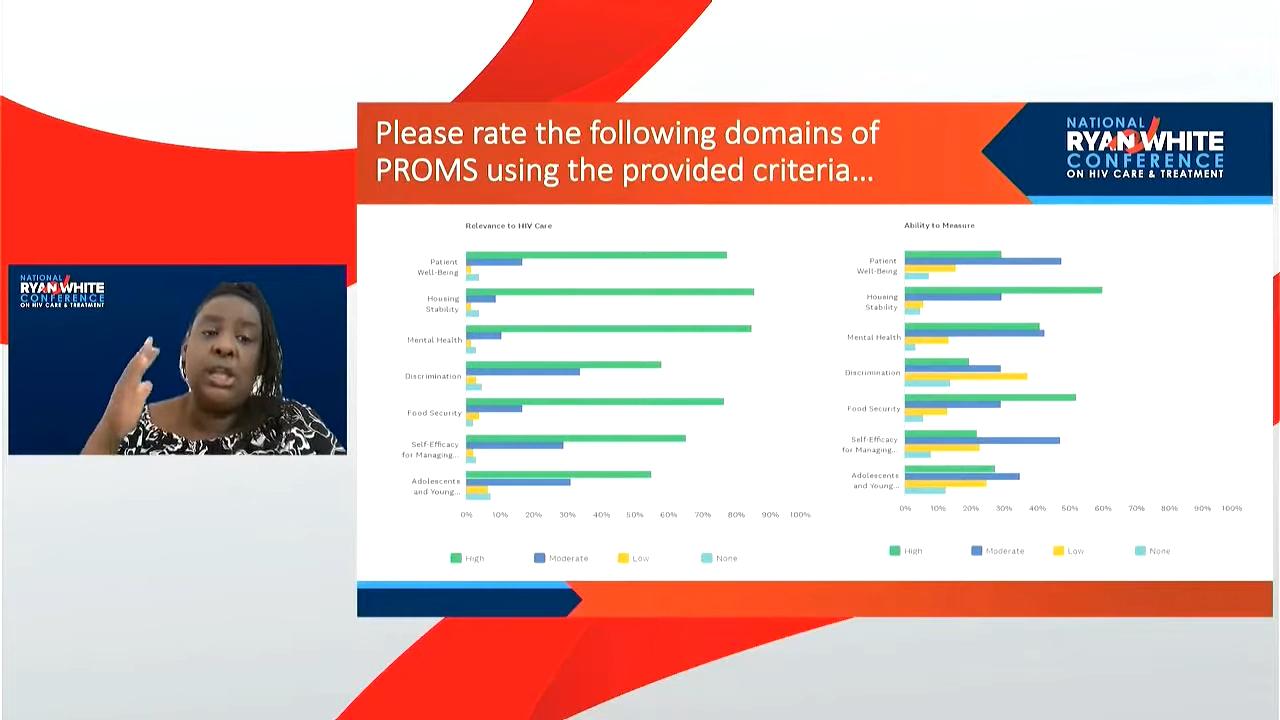 Please rate the following domains of
PROMS using the provided criteria...
NATIONAL
RYAN WHITE
CONFERENCE
ON HIV CARE & TREATMENT
NATIONAL
RYAN WHITE
CONFERENCE
ON HIV CARE & TREATMENT
Relevance to HIV Care
Patient
Well-Being
Housing
Stability
Mental Health
Discrimination
Food Security
Self-Efficacy
for Managing...
Adolescents
and Young...
0% 10% 20% 30% 40% 50% 60% 70% 80% 90% 100%
High Moderate Low None
Ability to Measure
Patient
Well-Being
Housing
Stability
Mental Health
Discrimination
Food Security
Self-Efficacy
for Managing...
Adolescents
and Young...
0% 10% 20% 30% 40% 50% 60% 70% 80% 90% 100%
High Moderate Low None